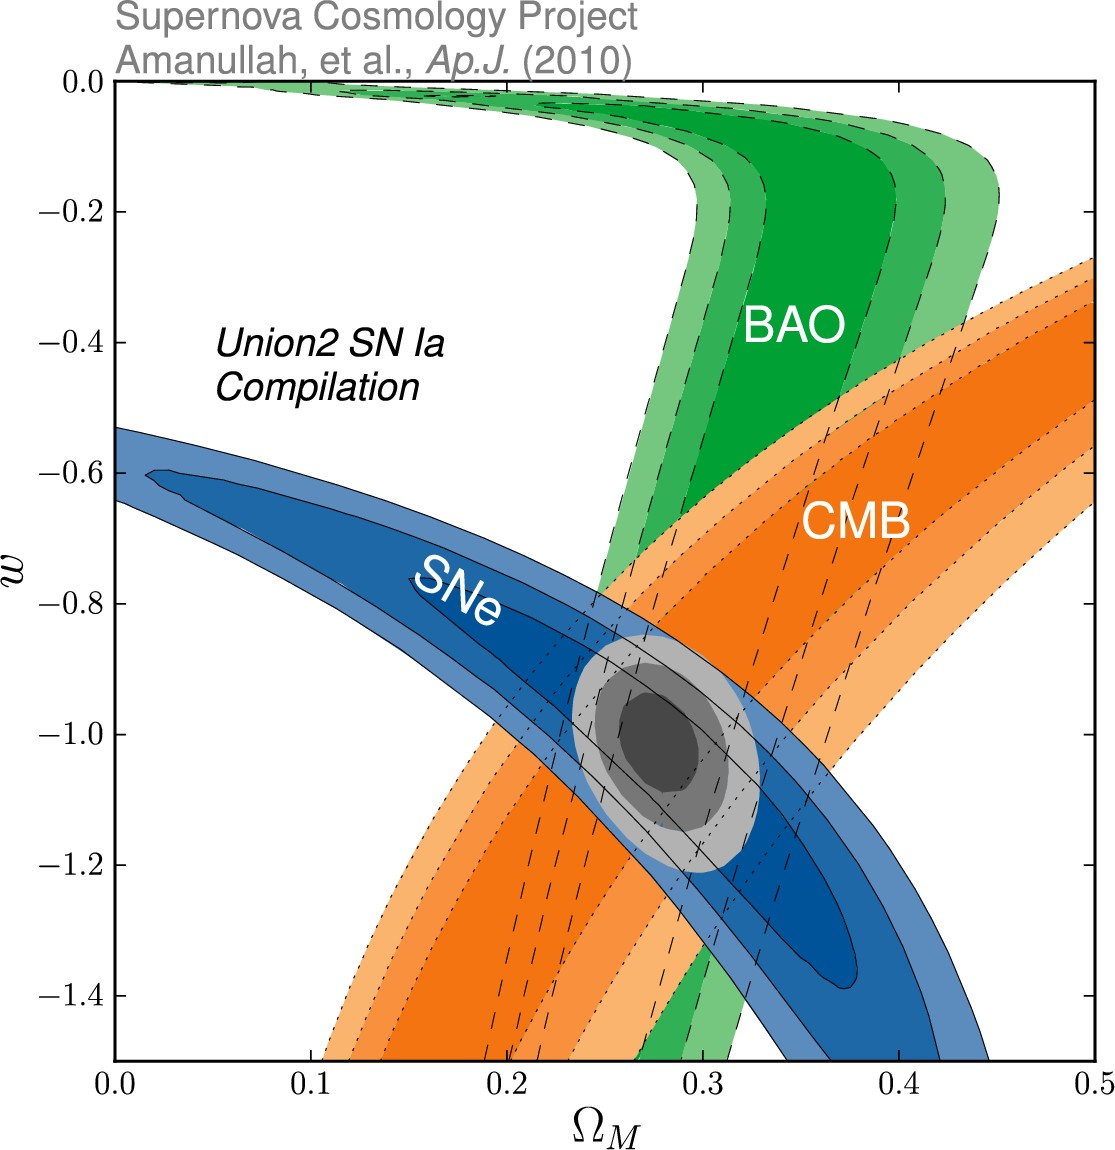 Supernova Cosmology Project
Amanullah, et al., Ap.J. (2010)
0.0
−0.2
−0.4
−0.6
−0.8
−1.0
−1.2
−1.4
w
Union2 SN Ia
Compilation
BAO
CMB
SNe
0.0 0.1 0.2 0.3 0.4 0.5
Ω_M